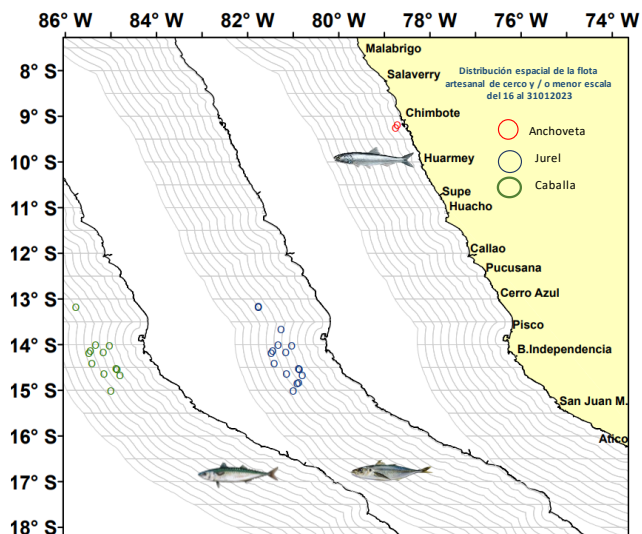 86° W 84° W 82° W 80° W 78° W 76° W 74° W
Malabrigo
8° S
Salaverry
Distribución espacial de la flota
artesanal de cerco y / o menor escala
del 16 al 31012023
9° S
Chimbote
Anchoveta
10° S
Huarmey
Jurel
Caballa
Supe
11° S
Huacho
12° S
Callao
Pucusana
13° S
Cerro Azul
Pisco
14° S
B.Independencia
15° S
San Juan M.
16° S
Atico
17° S
18° S